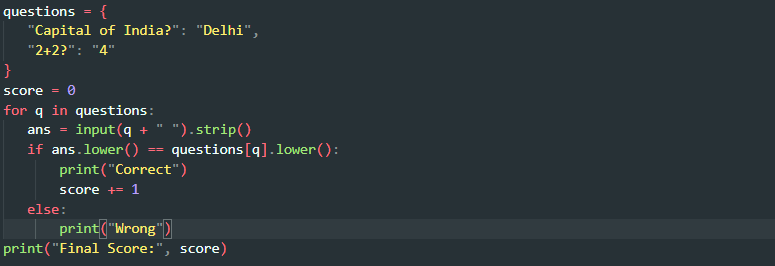 questions = {
    "Capital of India?": "Delhi",
    "2+2?": "4"
}
score = 0
for q in questions:
    ans = input(q + " ").strip()
    if ans.lower() == questions[q].lower():
        print("Correct")
        score += 1
    else:
        print("Wrong")
print("Final Score:", score)